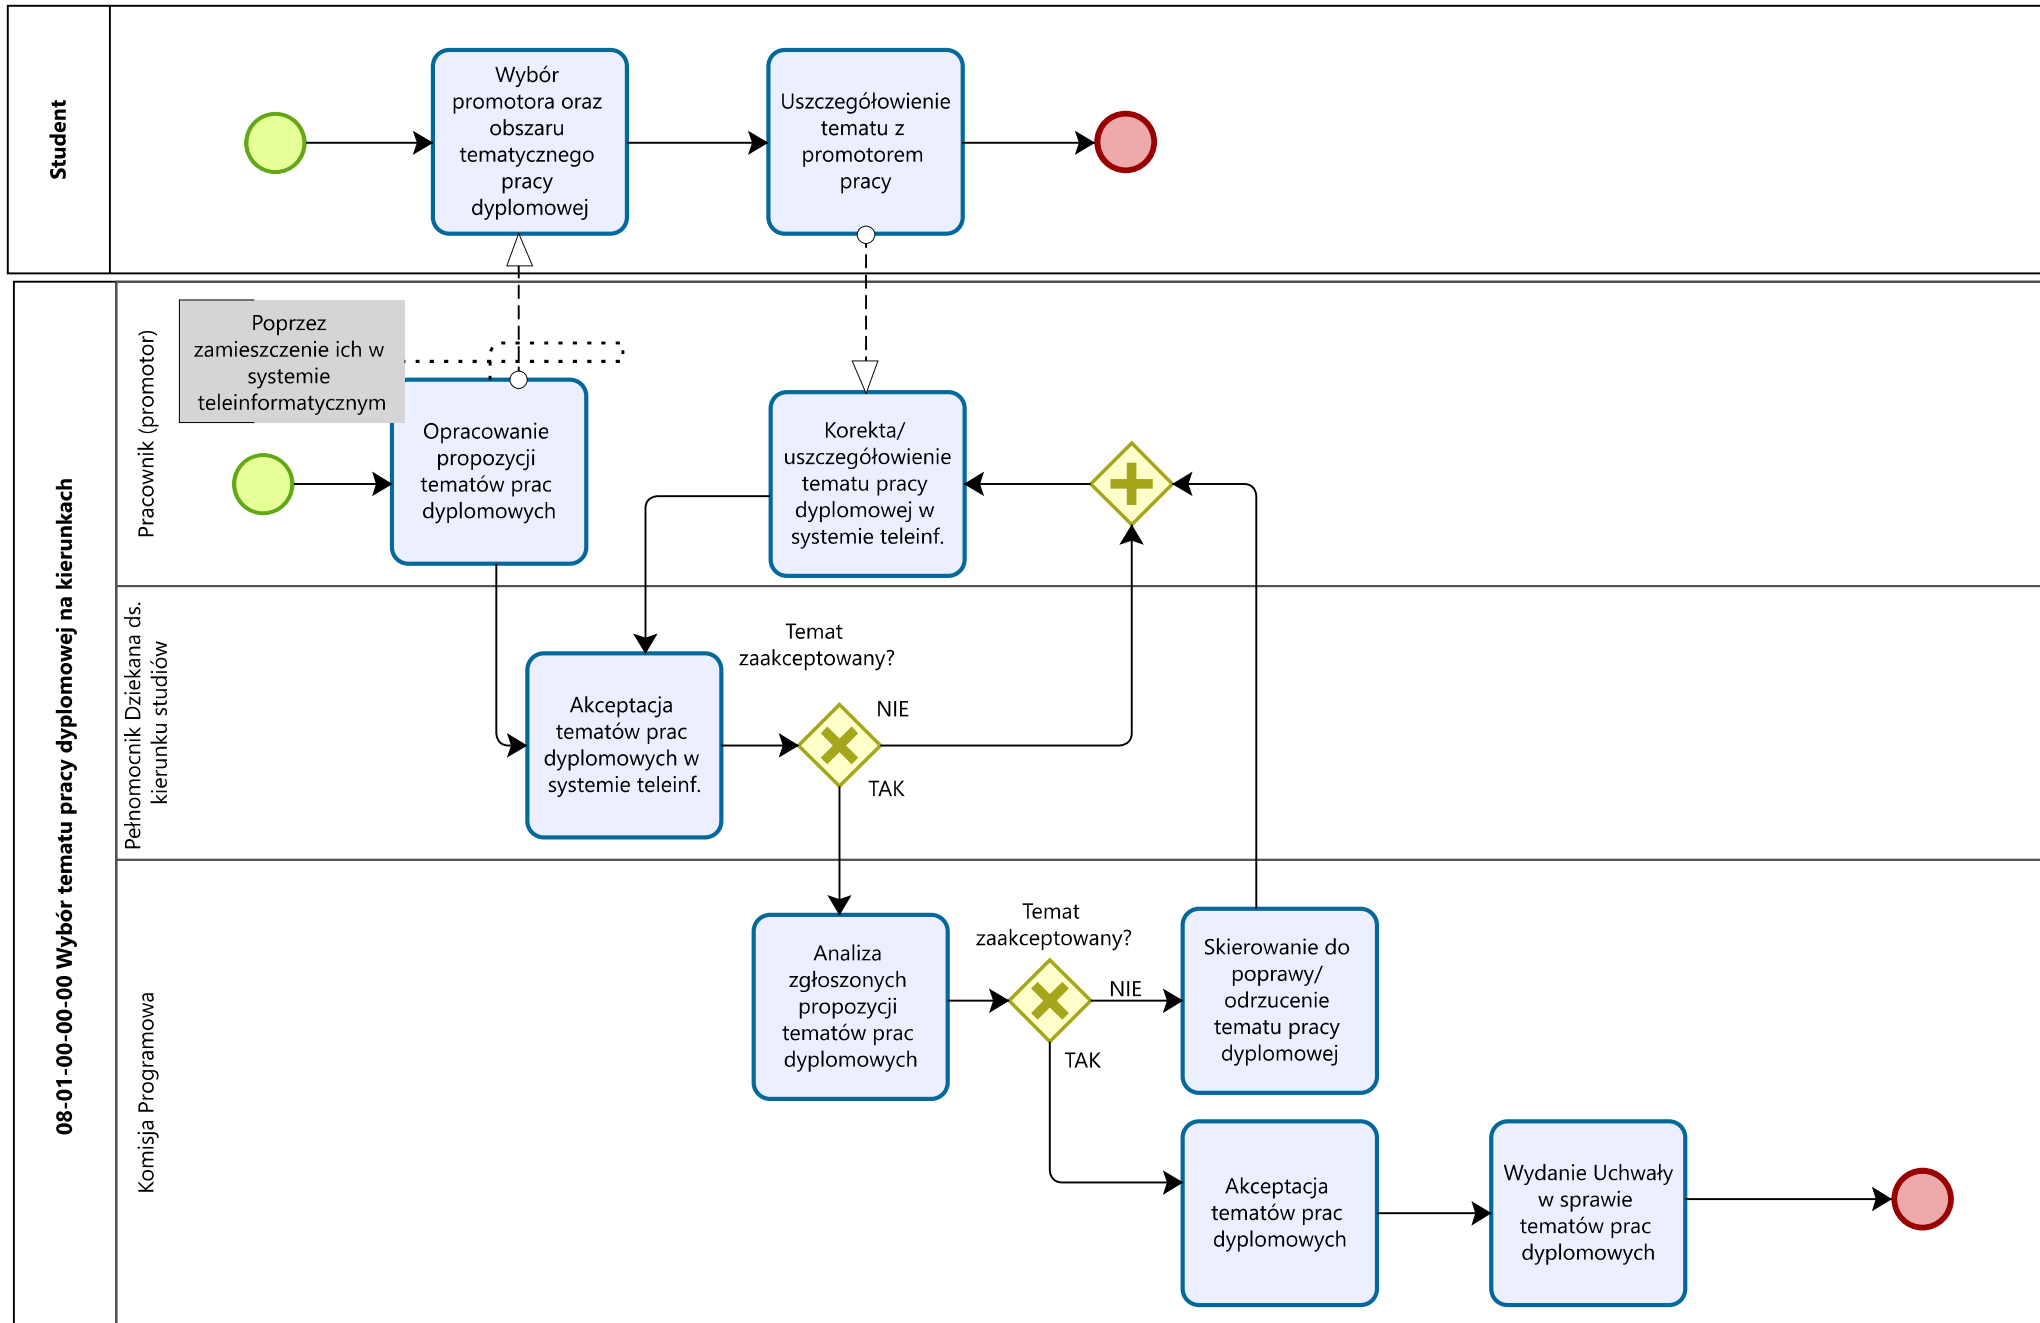 Student
Wybór
promotora oraz
obszaru
tematycznego
pracy
dyplomowej
Uszczegółowienie
tematu z
promotorem
pracy
08-01-00-00-00 Wybór tematu pracy dyplomowej na kierunkach
Pracownik (promotor)
Poprzez
zamieszczenie ich w
systemie
teleinformatycznym
Opracowanie
propozycji
tematów prac
dyplomowych
Korekta/
uszczegółowienie
tematu pracy
dyplomowej w
systemie teleinf.
Pełnomocnik Dziekana ds.
kierunku studiów
Akceptacja
tematów prac
dyplomowych w
systemie teleinf.
Temat
zaakceptowany?
NIE
TAK
Komisja Programowa
Analiza
zgłoszonych
propozycji
tematów prac
dyplomowych
Temat
zaakceptowany?
NIE
TAK
Skierowanie do
poprawy/
odrzucenie
tematu pracy
dyplomowej
Akceptacja
tematów prac
dyplomowych
Wydanie Uchwały
w sprawie
tematów prac
dyplomowych